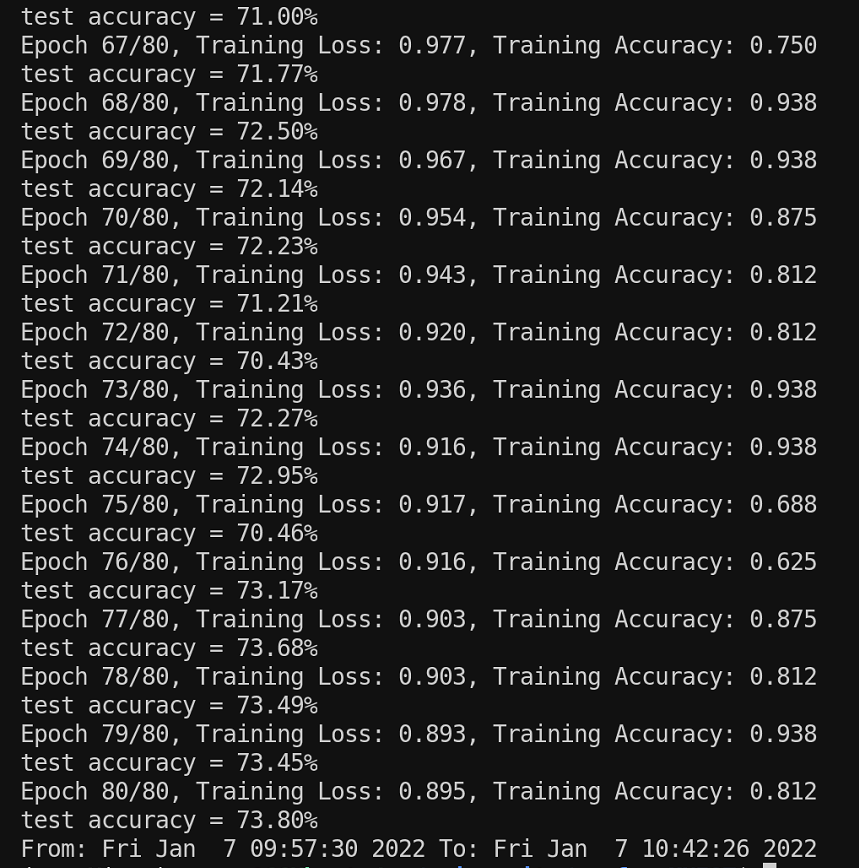 test accuracy = 71.00%
Epoch 67/80, Training Loss: 0.977, Training Accuracy: 0.750
test accuracy = 71.77%
Epoch 68/80, Training Loss: 0.978, Training Accuracy: 0.938
test accuracy = 72.50%
Epoch 69/80, Training Loss: 0.967, Training Accuracy: 0.938
test accuracy = 72.14%
Epoch 70/80, Training Loss: 0.954, Training Accuracy: 0.875
test accuracy = 72.23%
Epoch 71/80, Training Loss: 0.943, Training Accuracy: 0.812
test accuracy = 71.21%
Epoch 72/80, Training Loss: 0.920, Training Accuracy: 0.812
test accuracy = 70.43%
Epoch 73/80, Training Loss: 0.936, Training Accuracy: 0.938
test accuracy = 72.27%
Epoch 74/80, Training Loss: 0.916, Training Accuracy: 0.938
test accuracy = 72.95%
Epoch 75/80, Training Loss: 0.917, Training Accuracy: 0.688
test accuracy = 70.46%
Epoch 76/80, Training Loss: 0.916, Training Accuracy: 0.625
test accuracy = 73.17%
Epoch 77/80, Training Loss: 0.903, Training Accuracy: 0.875
test accuracy = 73.68%
Epoch 78/80, Training Loss: 0.903, Training Accuracy: 0.812
test accuracy = 73.49%
Epoch 79/80, Training Loss: 0.893, Training Accuracy: 0.938
test accuracy = 73.45%
Epoch 80/80, Training Loss: 0.895, Training Accuracy: 0.812
test accuracy = 73.80%
From: Fri Jan  7 09:57:30 2022 To: Fri Jan  7 10:42:26 2022